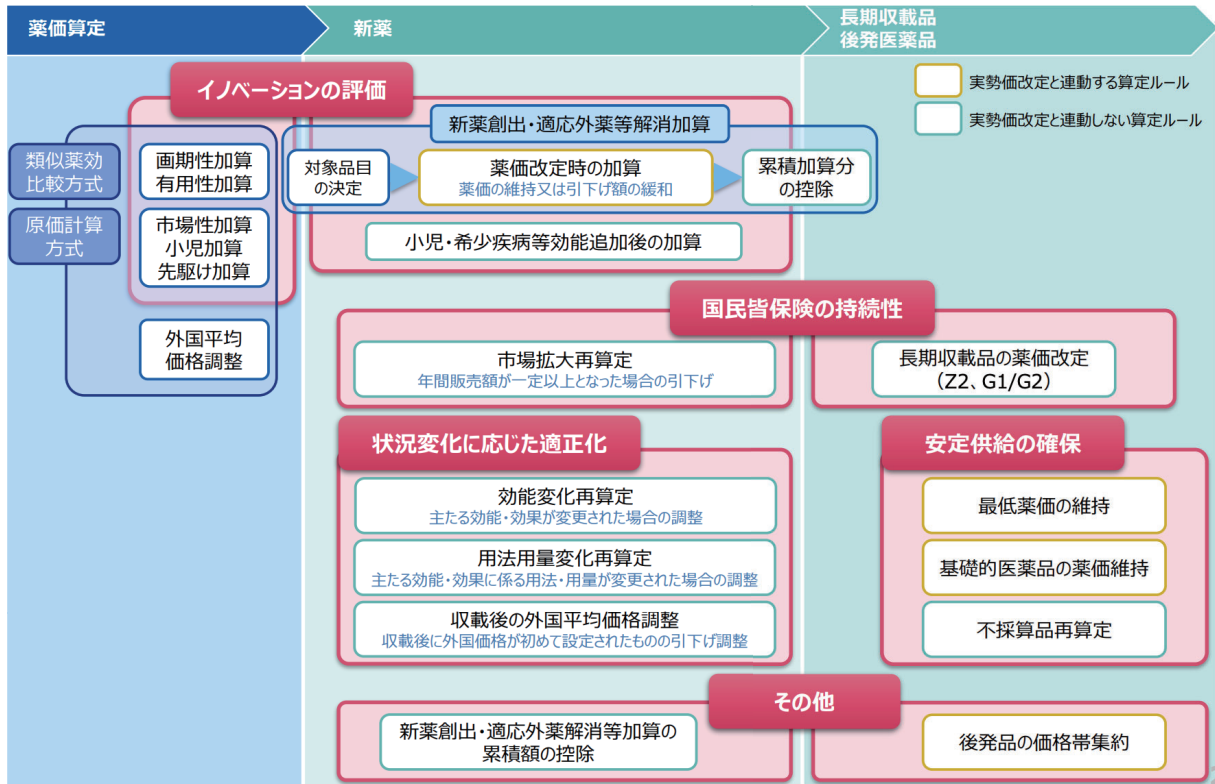 薬価算定
新薬
長期収載品
後発医薬品
実勢価改定と連動する算定ルール
実勢価改定と連動しない算定ルール
イノベーションの評価
新薬創出・適応外薬等解消加算
類似薬効
比較方式
原価計算
方式
画期性加算
有用性加算
市場性加算
小児加算
先駆け加算
外国平均
価格調整
対象品目
の決定
薬価改定時の加算
薬価の維持又は引下げ額の緩和
累積加算分
の控除
小児・希少疾病等効能追加後の加算
国民皆保険の持続性
市場拡大再算定
年間販売額が一定以上となった場合の引下げ
長期収載品の薬価改定
（Z2、G1/G2）
状況変化に応じた適正化
効能変化再算定
主たる効能・効果が変更された場合の調整
用法用量変化再算定
主たる効能・効果に係る用法・用量が変更された場合の調整
収載後の外国平均価格調整
収載後に外国価格が初めて設定されたものの引下げ調整
安定供給の確保
最低薬価の維持
基礎的医薬品の薬価維持
不採算品再算定
その他
新薬創出・適応外薬解消等加算の
累積額の控除
後発品の価格帯集約